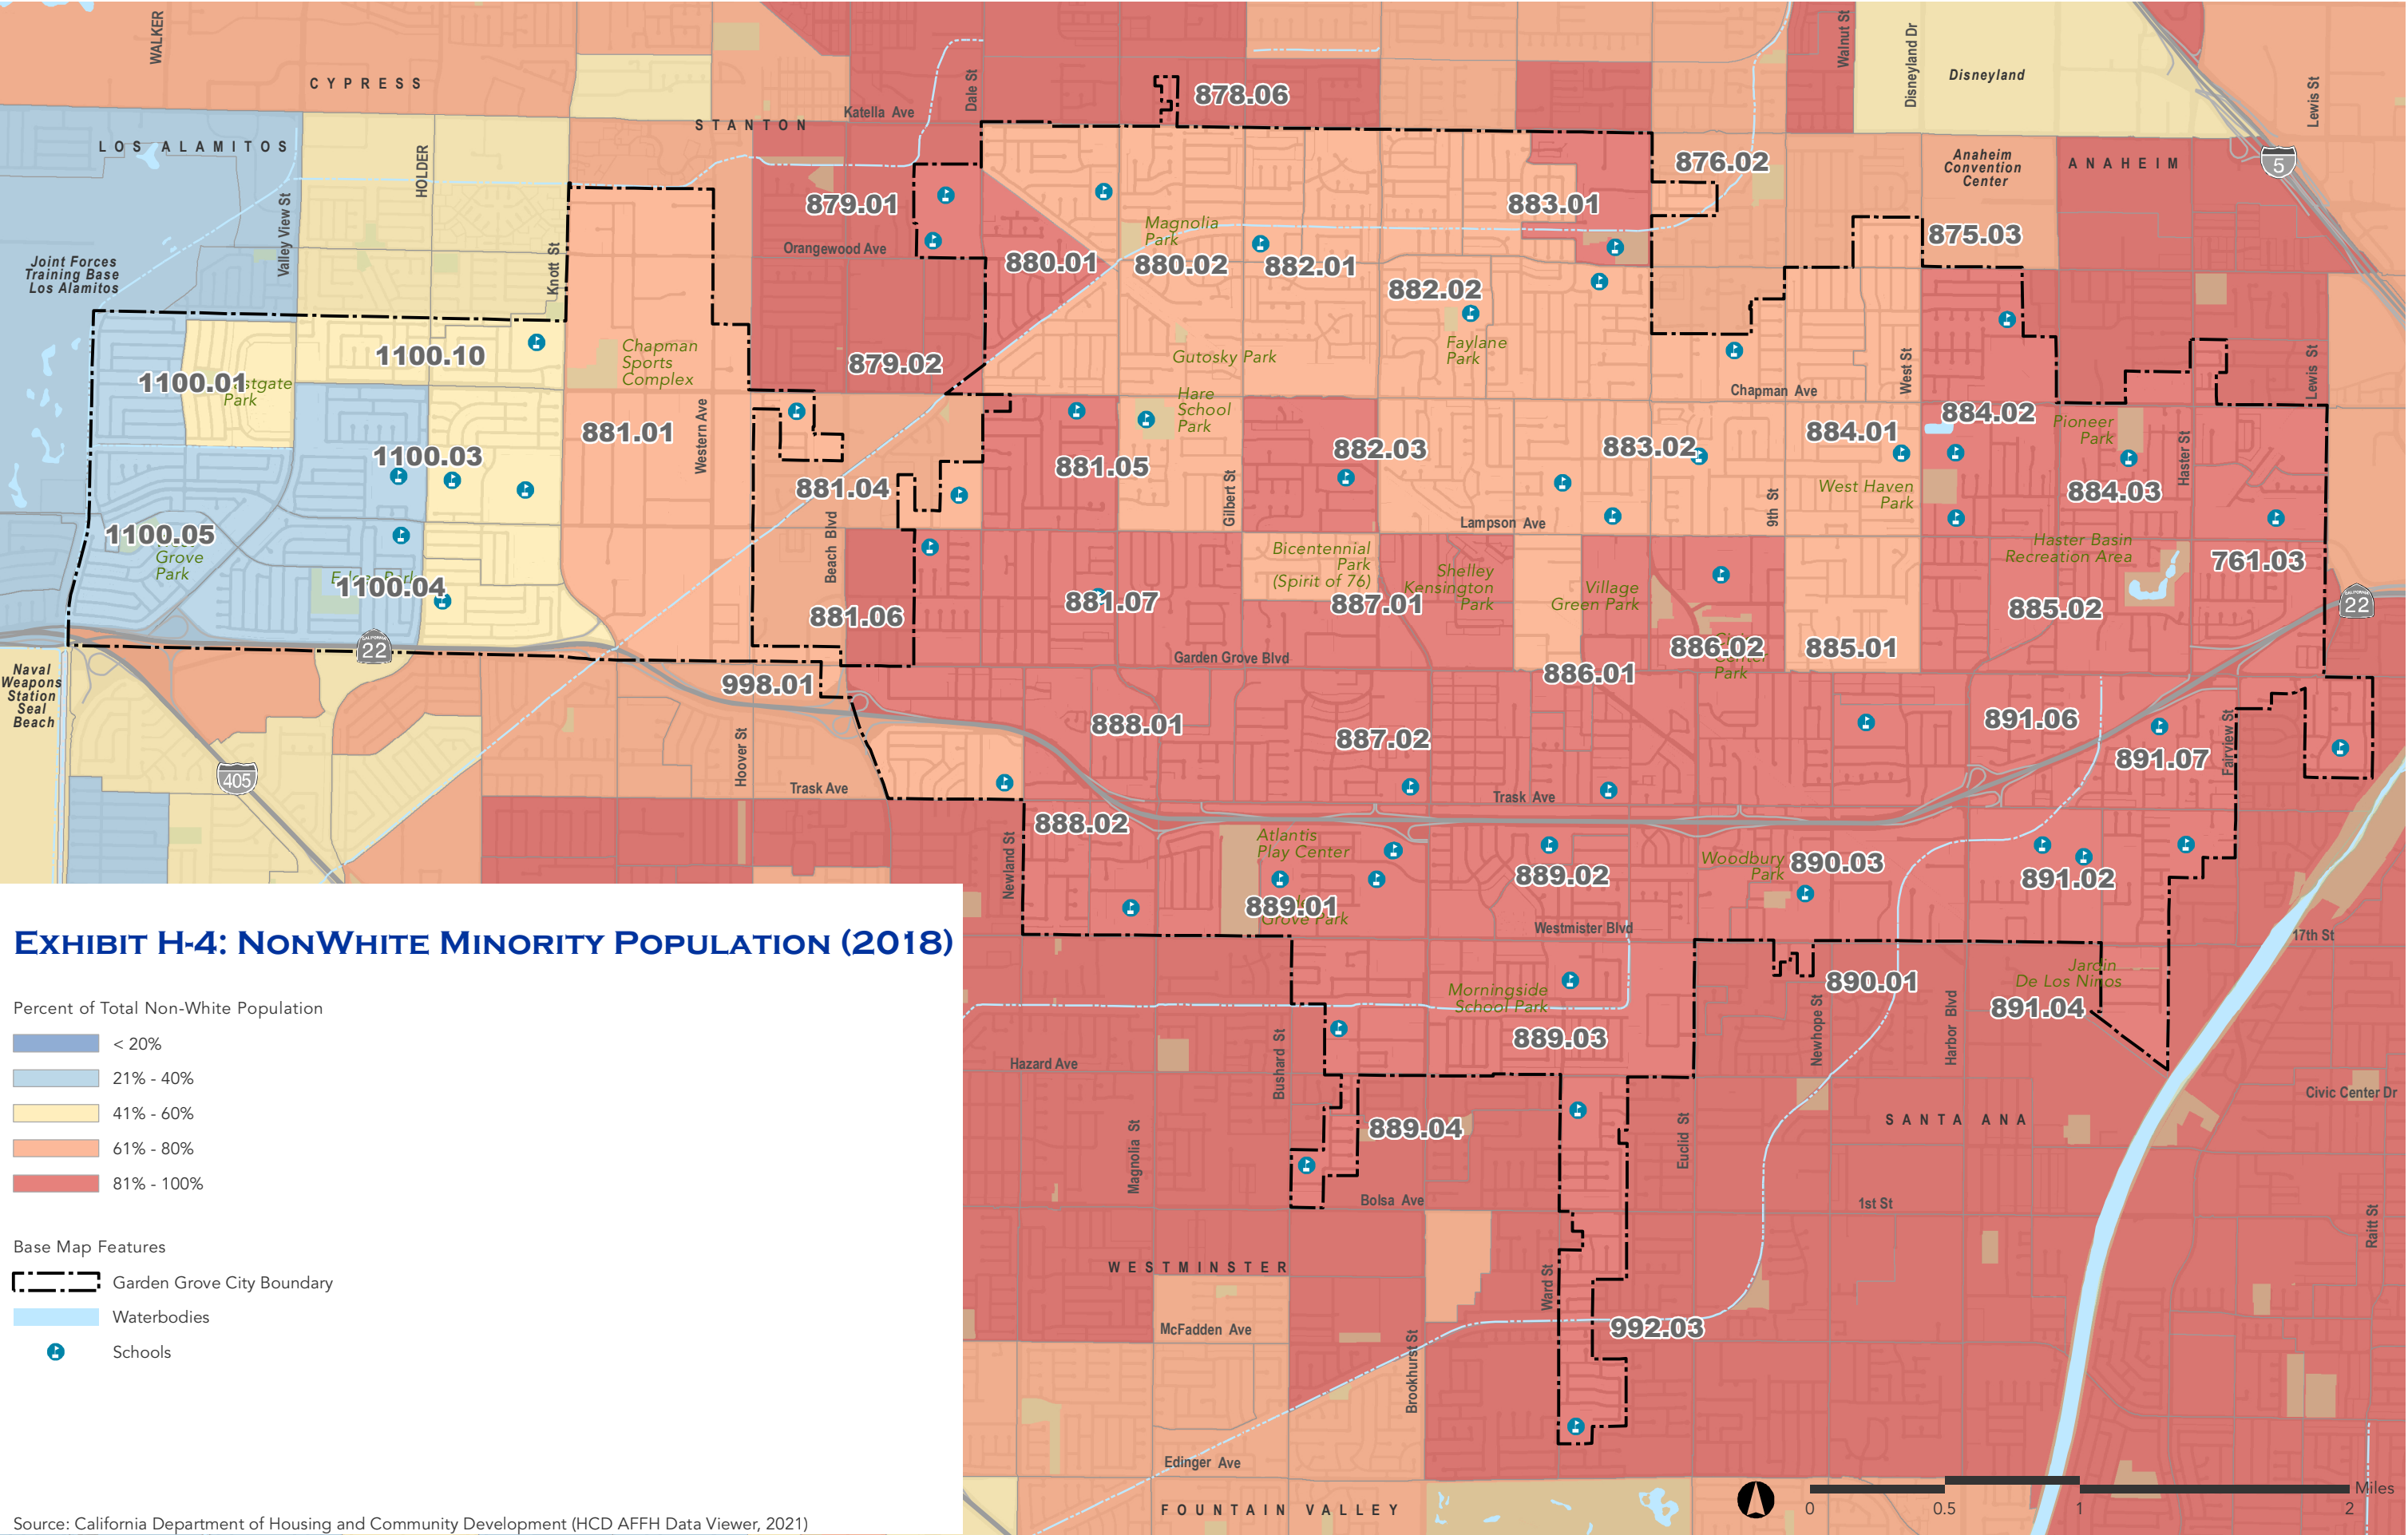 WALKER
CYPRESS
Katella Ave
Dale St
878.06
Walnut St
Disneyland Dr
Disneyland
Lewis St
LOS ALAMITOS
HOLDER
STANTON
876.02
Anaheim
Convention
Center
ANAHEIM
5
Joint Forces
Training Base
Los Alamitos
Valley View St
Knott St
879.01
Orangewood Ave
880.01
Magnolia
Park
880.02
882.01
882.02
883.01
875.03
1100.10
1100.01
Park
Chapman
Sports
Complex
879.02
Gutosky Park
Faylane
Park
Chapman Ave
West St
Lewis St
1100.03
881.01
Western Ave
881.04
881.05
Hare
School
Park
Gilbert St
882.03
883.02
884.01
884.02
Pioneer
Park
884.03
Haster St
West Haven
Park
9th St
Lampson Ave
1100.05
Grove
Park
1100.04
Beach Blvd
881.06
881.07
Bicentennial
Park
(Spirit of 76)
887.01
Shelley
Kensington
Park
Village
Green Park
886.02
Park
885.01
885.02
Haster Basin
Recreation Area
761.03
CALIFORNIA
22
CALIFORNIA
22
Naval
Weapons
Station
Seal
Beach
998.01
Garden Grove Blvd
886.01
405
Hoover St
Trask Ave
888.01
887.02
Trask Ave
891.06
891.07
Fairview St
888.02
Newland St
Atlantis
Play Center
889.01
Grove Park
889.02
Woodbury
Park
890.03
891.02
Westmister Blvd
17th St
Morningside
School Park
889.03
890.01
Newhope St
Harbor Blvd
Jardin
De Los Ninos
891.04
Hazard Ave
Bushard St
Magnolia St
889.04
Bolsa Ave
Euclid St
SANTA ANA
Civic Center Dr
1st St
Raitt St
WESTMINSTER
Ward St
McFadden Ave
Brookhurst St
992.03
Edinger Ave
FOUNTAIN VALLEY
0 0.5 1 2
Miles
Exhibit H-4: NonWhite Minority Population (2018)
Percent of Total Non-White Population
< 20%
21% - 40%
41% - 60%
61% - 80%
81% - 100%
Base Map Features
Garden Grove City Boundary
Waterbodies
Schools
Source: California Department of Housing and Community Development (HCD AFFH Data Viewer, 2021)